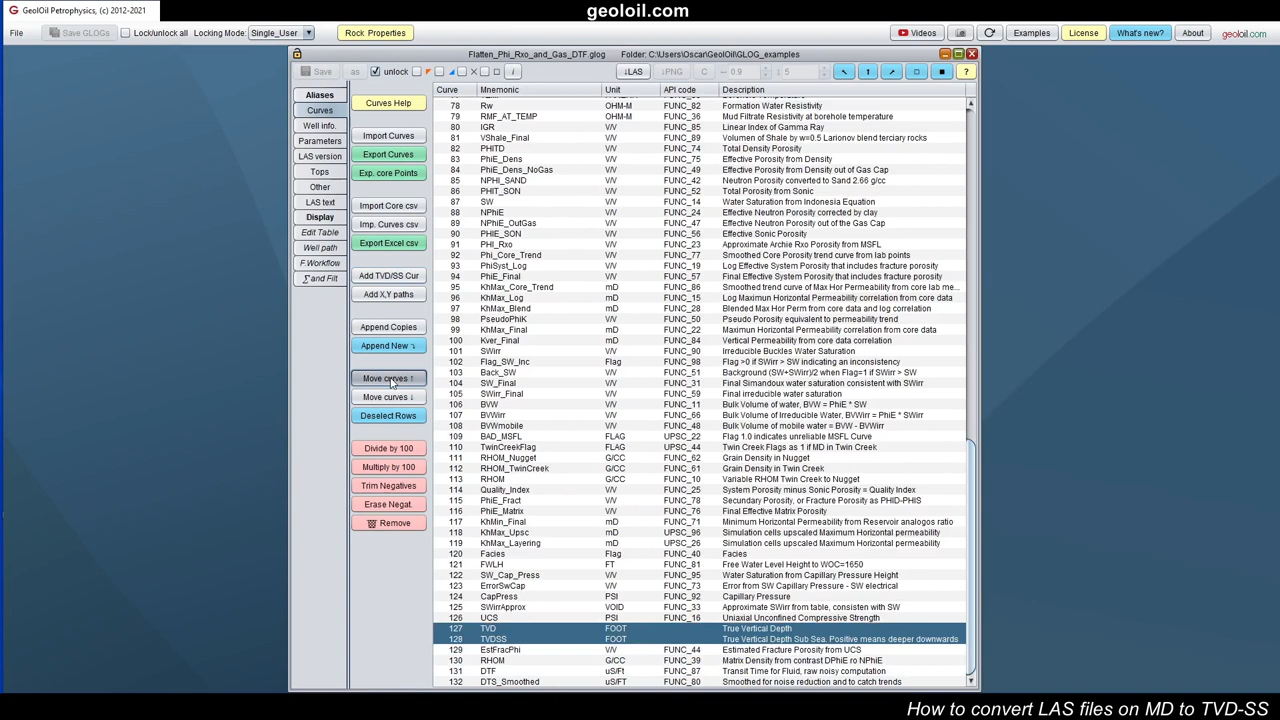 geoloil.com
GeolOil Petrophysics, (c) 2012-2021
File Save GLOGs Lock/unlock all Locking Mode: Single_User Rock Properties Videos Examples License What's new? About geoloil.com
Flatten_Phi_Rxo_and_Gas_DTF.glog Folder: C:\Users\Oscar\GeolOil\GLOG_examples
Save as unlock i ↓LAS ↓PNG C 0.9 5 ?
Aliases
Curves
Well info.
Parameters
LAS version
Tops
Other
LAS text
Display
Edit Table
Well path
F.Workflow
∑ and Fill
Curves Help
Import Curves
Export Curves
Exp. core Points
Import Core csv
Imp. Curves csv
Export Excel csv
Add TVD/SS Cur
Add X,Y paths
Append Copies
Append New
Move curves ↑
Move curves ↓
Deselect Rows
Divide by 100
Multiply by 100
Trim Negatives
Erase Negat.
Remove
Curve Mnemonic Unit API code Description
78 Rw OHM-M FUNC_82 Formation Water Resistivity
79 RMF_AT_TEMP OHM-M FUNC_36 Mud Filtrate Resistivity at borehole temperature
80 IGR V/V FUNC_85 Linear Index of Gamma Ray
81 VShale_Final V/V FUNC_89 Volumen of Shale by w=0.5 Larionov blend terciary rocks
82 PHITD V/V FUNC_74 Total Density Porosity
83 PhiE_Dens V/V FUNC_75 Effective Porosity from Density
84 PhiE_Dens_NoGas V/V FUNC_42 Effective Porosity from Density out of Gas Cap
85 NPHI_SAND V/V FUNC_42 Neutron Porosity converted to Sand 2.66 g/cc
86 PHIT_SON V/V FUNC_52 Total Porosity from Sonic
87 SW V/V FUNC_14 Water Saturation from Indonesia Equation
88 NPhiE V/V FUNC_24 Effective Neutron Porosity corrected by clay
89 NPhiE_OutGas V/V FUNC_47 Effective Neutron Porosity out of the Gas Cap
90 PHIE_SON V/V FUNC_34 Effective Sonic Porosity
91 PHI_Rxo V/V FUNC_23 Approximate Archie Rxo Porosity from MSFL
92 Phi_Core_Trend V/V FUNC_77 Smoothed Core Porosity trend curve from lab points
93 PhiSyst_Log V/V FUNC_19 Log Effective System Porosity that includes fracture porosity
94 PhiE_Final V/V FUNC_57 Final Effective System Porosity that includes fracture porosity
95 KhMax_Core_Trend mD FUNC_86 Smoothed trend curve of Max Hor Permeability from core lab me...
96 KhMax_Log mD FUNC_15 Log Maximun Horizontal Permeability correlation from core data
97 KhMax_Blend mD FUNC_28 Blended Max Hor Perm from core data and log correlation
98 PseudoPhiK V/V FUNC_50 Pseudo Porosity equivalent to permeability trend
99 KhMax_Final mD FUNC_22 Maximun Horizontal Permeability correlation from core data
100 Kver_Final mD FUNC_84 Vertical Permeability from core data correlation
101 SWirr V/V FUNC_90 Irreducible Buckles Water Saturation
102 Flag_SW_Inc Flag FUNC_98 Flag >0 if SWirr > SW indicating an inconsistency
103 Back_SW V/V FUNC_51 Background (SW+SWirr)/2 when Flag=1 if SWirr > SW
104 SW_Final V/V FUNC_31 Final Simandoux water saturation consistent with SWirr
105 SWirr_Final V/V FUNC_23 Final irreducible water saturation
106 BVW V/V FUNC_11 Bulk Volume of water, BVW = PhiE * SW
107 BVWirr V/V FUNC_66 Bulk Volume of Irreducible Water, BVWirr = PhiE * SWirr
108 BVWmobile V/V FUNC_48 Bulk Volume of mobile water = BVW - BVWirr
109 BAD_MSFL FLAG UPSC_22 Flag 1.0 indicates unreliable MSFL Curve
110 TwinCreekFlag FLAG UPSC_44 Twin Creek Flags as 1 if MD in Twin Creek
111 RHOM_Nugget G/CC FUNC_62 Grain Density in Nugget
112 RHOM_TwinCreek G/CC FUNC_61 Grain Density in Twin Creek
113 RHOM G/CC FUNC_10 Variable RHOM Twin Creek to Nugget
114 Quality_Index V/V FUNC_25 System Porosity minus Sonic Porosity = Quality Index
115 PhiE_Fract V/V FUNC_78 Secundary Porosity, or Fracture Porosity as PHID-PHIS
116 PhiE_Matrix V/V FUNC_76 Final Effective Matrix Porosity
117 KhMin_Final mD FUNC_71 Minimum Horizontal Permeability from Reservoir analogos ratio
118 KhMax_Upsc mD UPSC_96 Simulation cells upscaled Maximum Horizontal Permeability
119 KhMax_Layering mD UPSC_26 Simulation cells upscaled Maximum Horizontal Permeability
120 Facies Flag FUNC_40 Facies
121 FWLH FT FUNC_81 Free Water Level Height to WOC=1650
122 SW_Cap_Press V/V FUNC_95 Water Saturation from Capillary Pressure Height
123 ErrorSwCap V/V FUNC_73 Error from SW Capillary Pressure - SW electrical
124 CapPress PSI FUNC_92 Capillary Pressure
125 SWirrApprox VOID FUNC_33 Approximate SWirr from table, consisten with SW
126 UCS PSI FUNC_16 Uniaxial Unconfined Compressive Strength
127 TVD FOOT True Vertical Depth
128 TVDSS FOOT True Vertical Depth Sub Sea. Positive means deeper downwards
129 EstFracPhi V/V FUNC_44 Estimated Fracture Porosity from UCS
130 RHOM G/CC FUNC_39 Matrix Density from contrast DPhiE ro NPhiE
131 DTF uS/Ft FUNC_87 Transit Time for Fluid, raw noisy computation
132 DTS_Smoothed uS/FT FUNC_80 Smoothed for noise reduction and to catch trends
How to convert LAS files on MD to TVD-SS